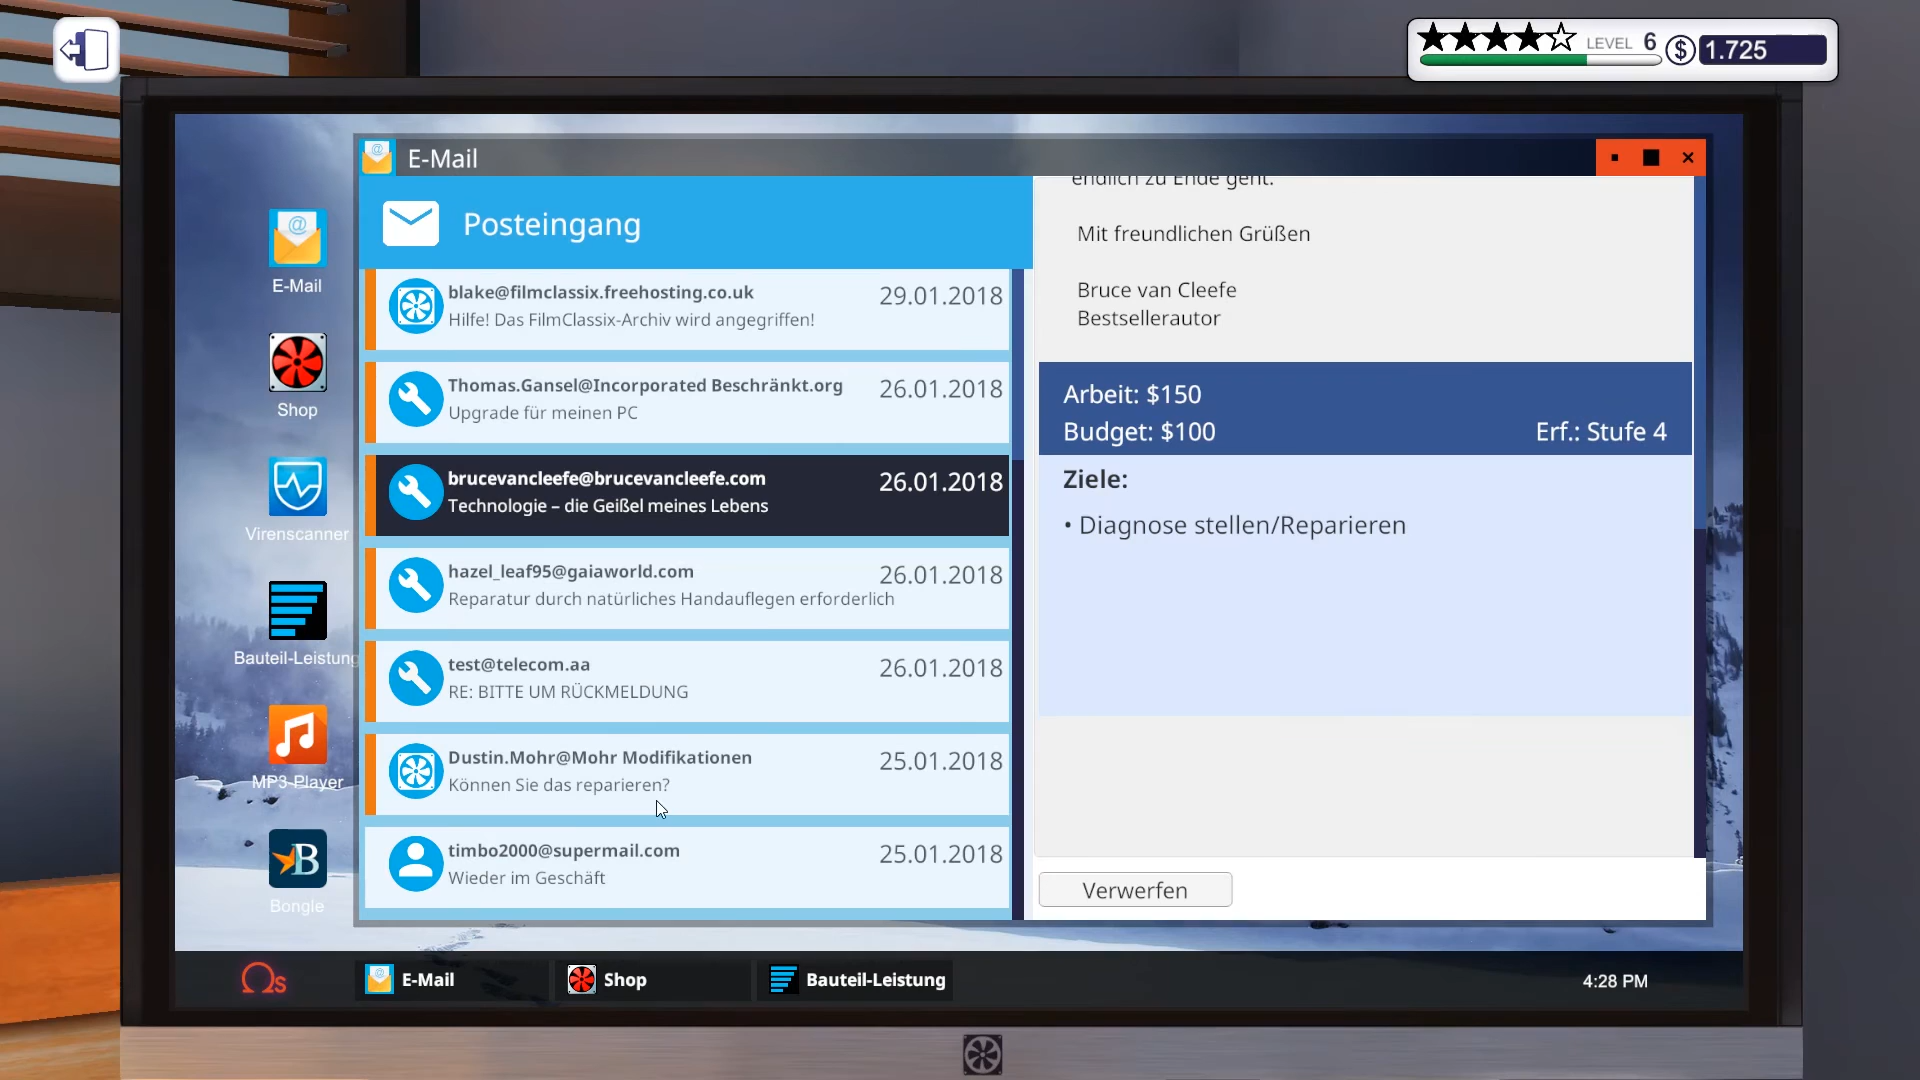 LEVEL 6
$ 1.725
E-Mail
Posteingang
E-Mail
Shop
Virenscanner
Bauteil-Leistung
MP3-Player
Bongle
blake@filmclassix.freehosting.co.uk 29.01.2018
Hilfe! Das FilmClassix-Archiv wird angegriffen!
Thomas.Gansel@Incorporated Beschränkt.org 26.01.2018
Upgrade für meinen PC
brucevancleefe@brucevancleefe.com 26.01.2018
Technologie – die Geißel meines Lebens
hazel_leaf95@gaiaworld.com 26.01.2018
Reparatur durch natürliches Handauflegen erforderlich
test@telecom.aa 26.01.2018
RE: BITTE UM RÜCKMELDUNG
Dustin.Mohr@Mohr Modifikationen 25.01.2018
Können Sie das reparieren?
timbo2000@supermail.com 25.01.2018
Wieder im Geschäft
endlich zu Ende geht.
Mit freundlichen Grüßen
Bruce van Cleefe
Bestsellerautor
Arbeit: $150
Budget: $100 Erf.: Stufe 4
Ziele:
• Diagnose stellen/Reparieren
Verwerfen
Ωs
E-Mail
Shop
Bauteil-Leistung
4:28 PM